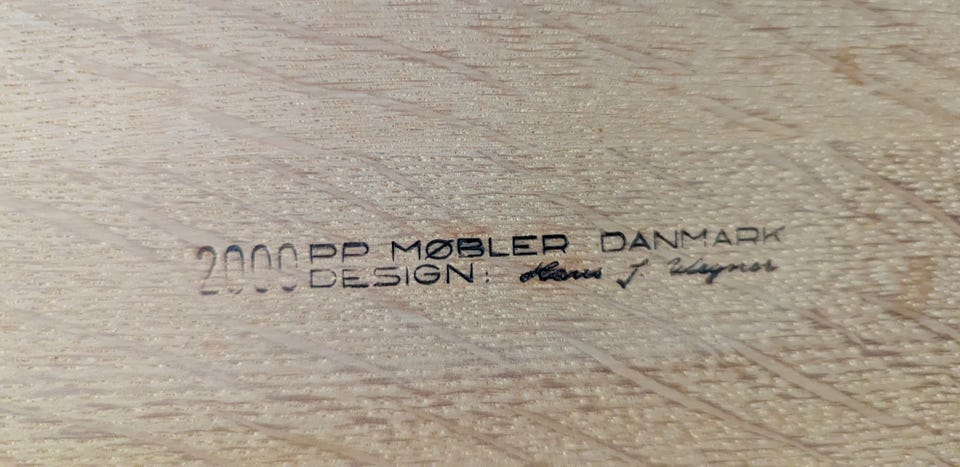 2000 PP MØBLER DANMARK
DESIGN: Hans J. Wegner